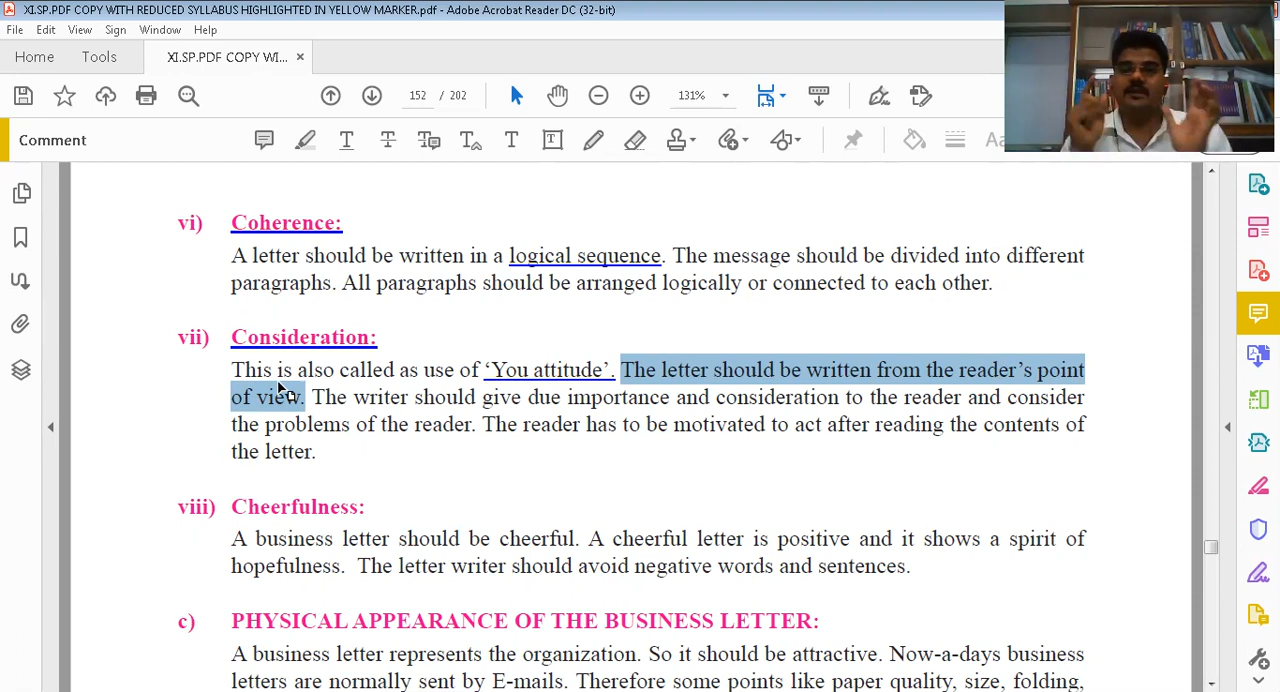 XI.SP.PDF COPY WITH REDUCED SYLLABUS HIGHLIGHTED IN YELLOW MARKER.pdf - Adobe Acrobat Reader DC (32-bit)
File Edit View Sign Window Help
Home Tools XI.SP.PDF COPY WI... ×
152 / 202 131%
Comment
vi) Coherence:
A letter should be written in a logical sequence. The message should be divided into different
paragraphs. All paragraphs should be arranged logically or connected to each other.
vii) Consideration:
This is also called as use of ‘You attitude’. The letter should be written from the reader’s point
of view. The writer should give due importance and consideration to the reader and consider
the problems of the reader. The reader has to be motivated to act after reading the contents of
the letter.
viii) Cheerfulness:
A business letter should be cheerful. A cheerful letter is positive and it shows a spirit of
hopefulness. The letter writer should avoid negative words and sentences.
c) PHYSICAL APPEARANCE OF THE BUSINESS LETTER:
A business letter represents the organization. So it should be attractive. Now-a-days business
letters are normally sent by E-mails. Therefore some points like paper quality, size, folding,